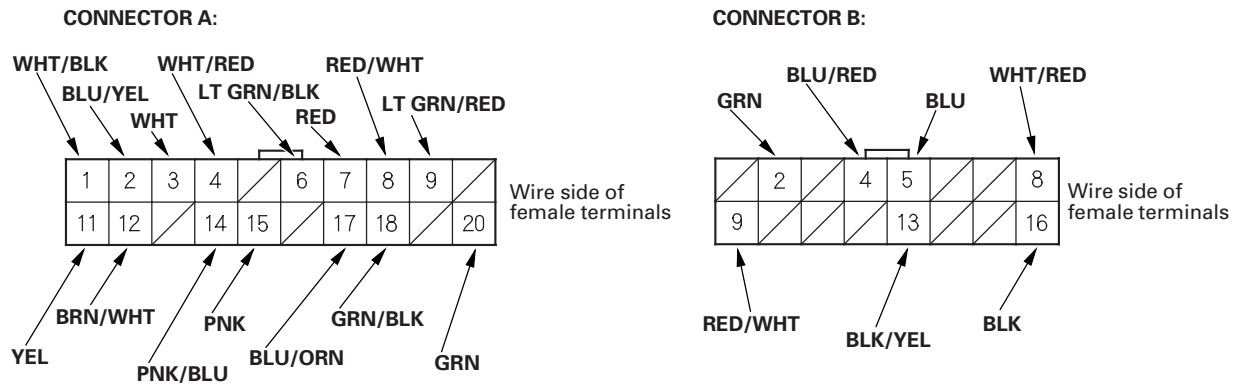 CONNECTOR A:
WHT/BLK
BLU/YEL
WHT
WHT/RED
LT GRN/BLK
RED
RED/WHT
LT GRN/RED
1 2 3 4 6 7 8 9
11 12 14 15 17 18 20
Wire side of
female terminals
YEL
BRN/WHT
PNK/BLU
PNK
BLU/ORN
GRN/BLK
GRN
CONNECTOR B:
GRN
BLU/RED
BLU
WHT/RED
2 4 5 8
9 13 16
Wire side of
female terminals
RED/WHT
BLK/YEL
BLK